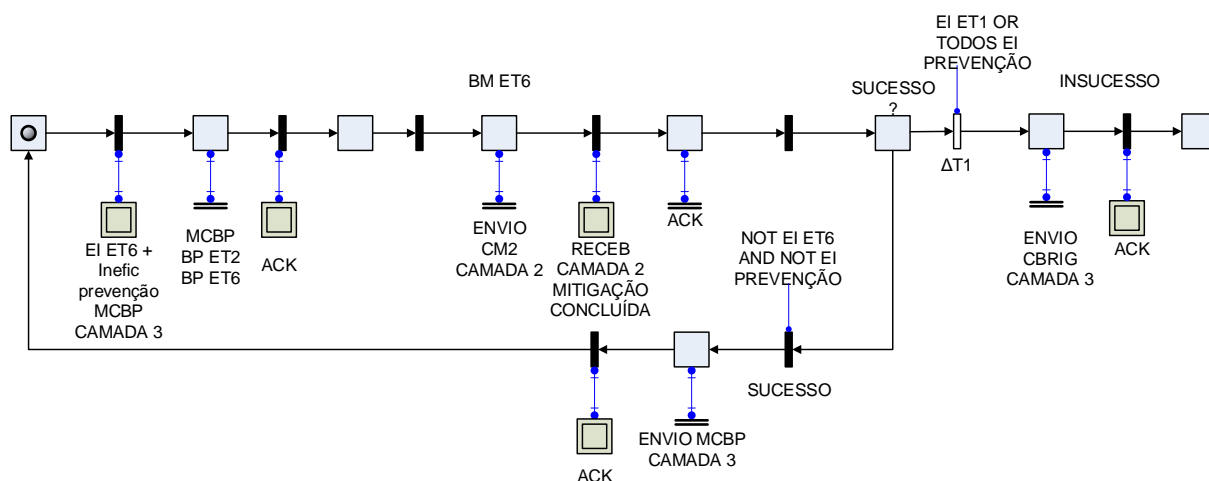 EI ET1 OR
TODOS EI
PREVENÇÃO
BM ET6
SUCESSO
?
INSUCESSO
ΔT1
EI ET6 +
Inefic
prevenção
MCBP
CAMADA 3
MCBP
BP ET2
BP ET6
ACK
ENVIO
CM2
CAMADA 2
RECEB
CAMADA 2
MITIGAÇÃO
CONCLUÍDA
ACK
NOT EI ET6
AND NOT EI
PREVENÇÃO
ENVIO
CBRIG
CAMADA 3
ACK
SUCESSO
ENVIO MCBP
CAMADA 3
ACK